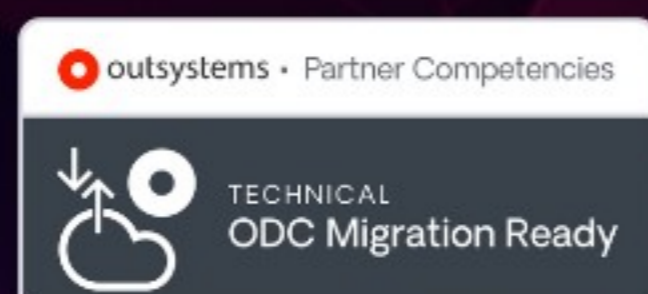 outsystems • Partner Competencies
TECHNICAL
ODC Migration Ready